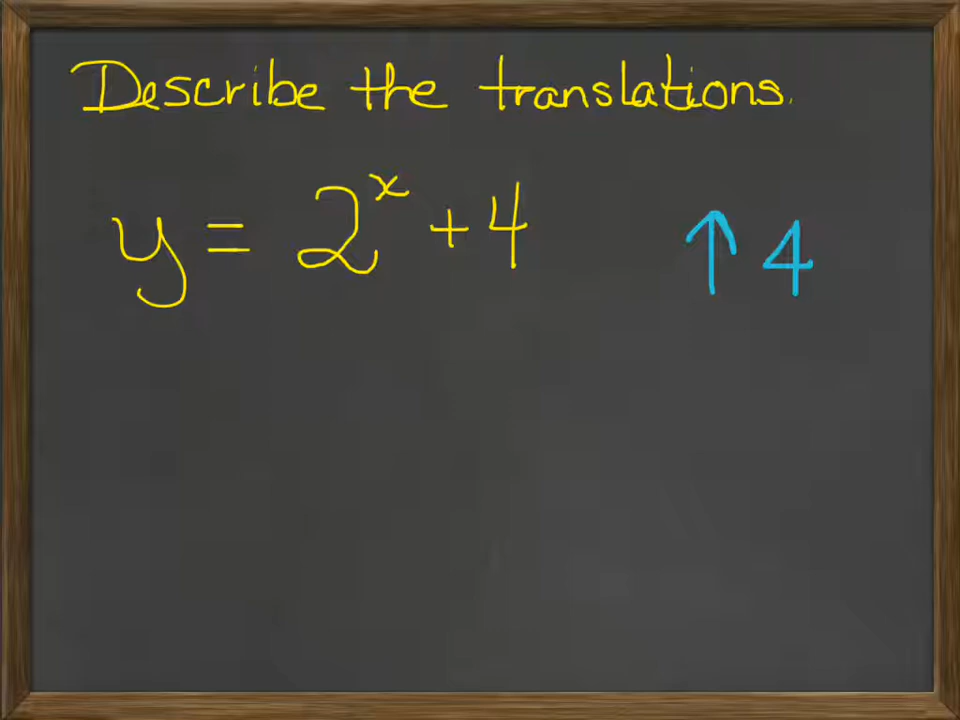 Describe the translations.
y = 2^x + 4 ↑ 4